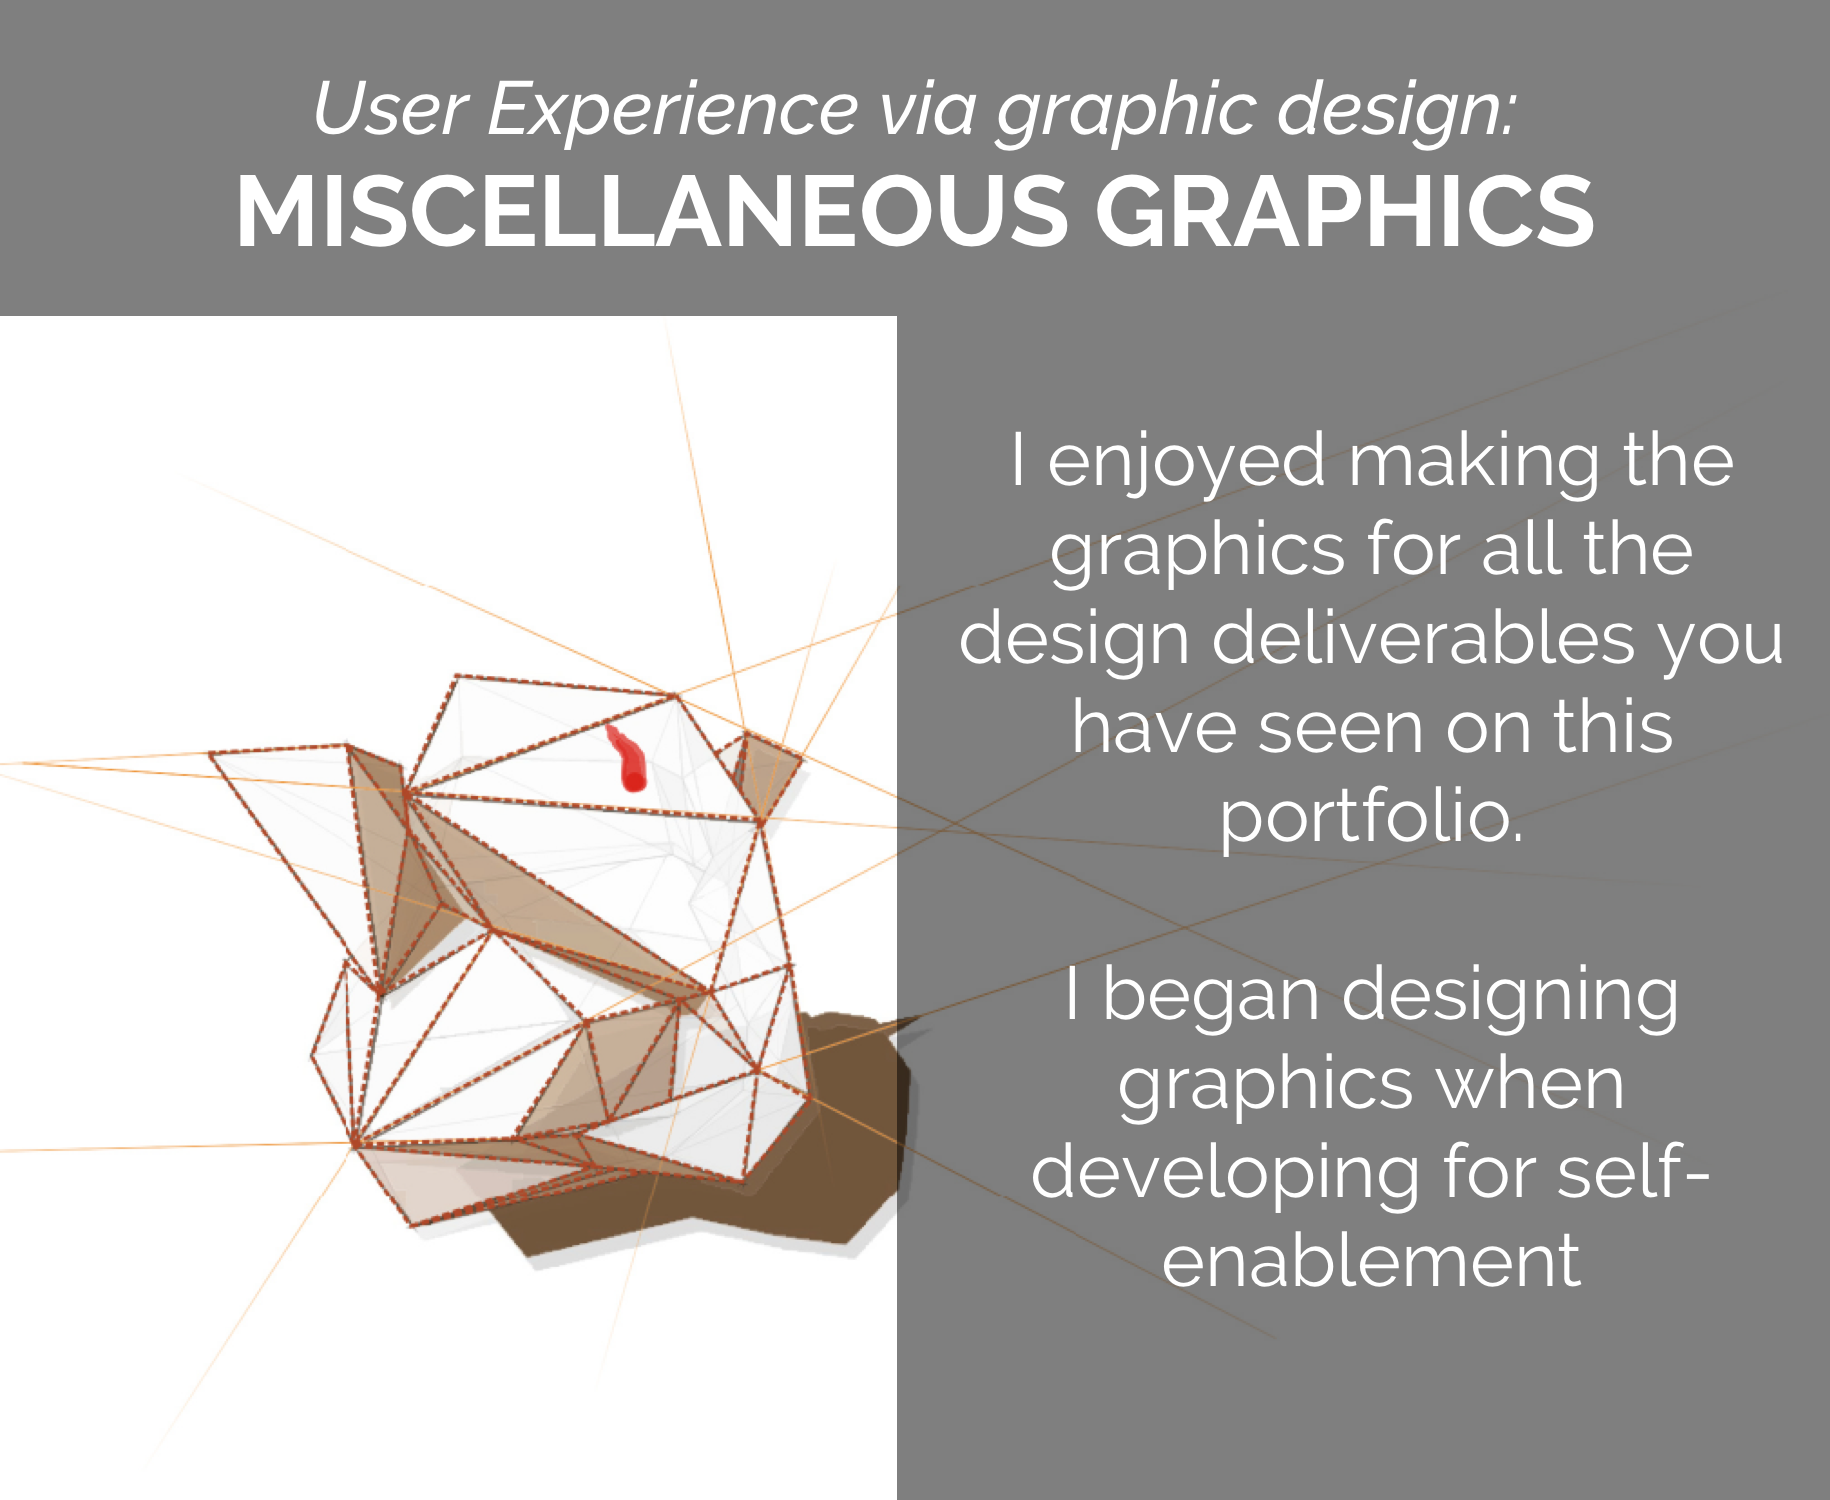 User Experience via graphic design:
MISCELLANEOUS GRAPHICS
I enjoyed making the
graphics for all the
design deliverables you
have seen on this
portfolio.
I began designing
graphics when
developing for self-
enablement